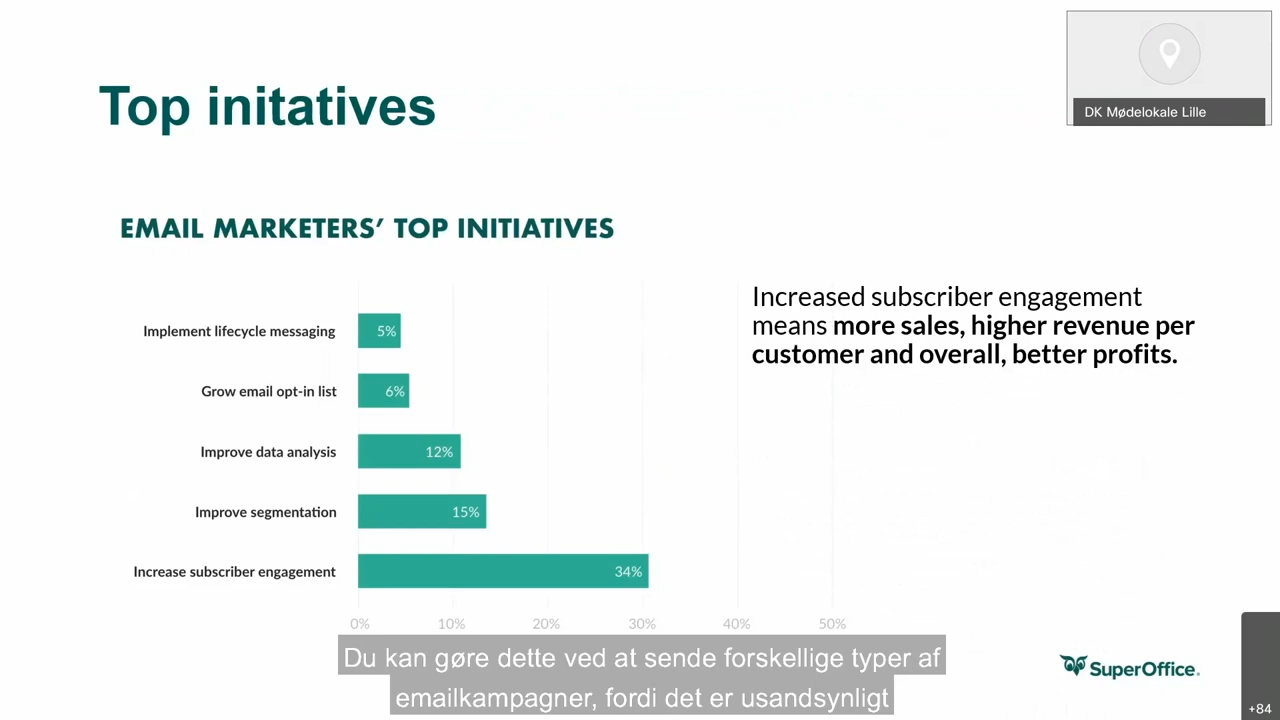 Top initatives
DK Mødelokale Lille
EMAIL MARKETERS’ TOP INITIATIVES
Increased subscriber engagement
means more sales, higher revenue per
customer and overall, better profits.
Implement lifecycle messaging 5%
Grow email opt-in list 6%
Improve data analysis 12%
Improve segmentation 15%
Increase subscriber engagement 34%
0% 10% 20% 30% 40% 50%
Du kan gøre dette ved at sende forskellige typer af
emailkampagner, fordi det er usandsynligt
SuperOffice.
+84